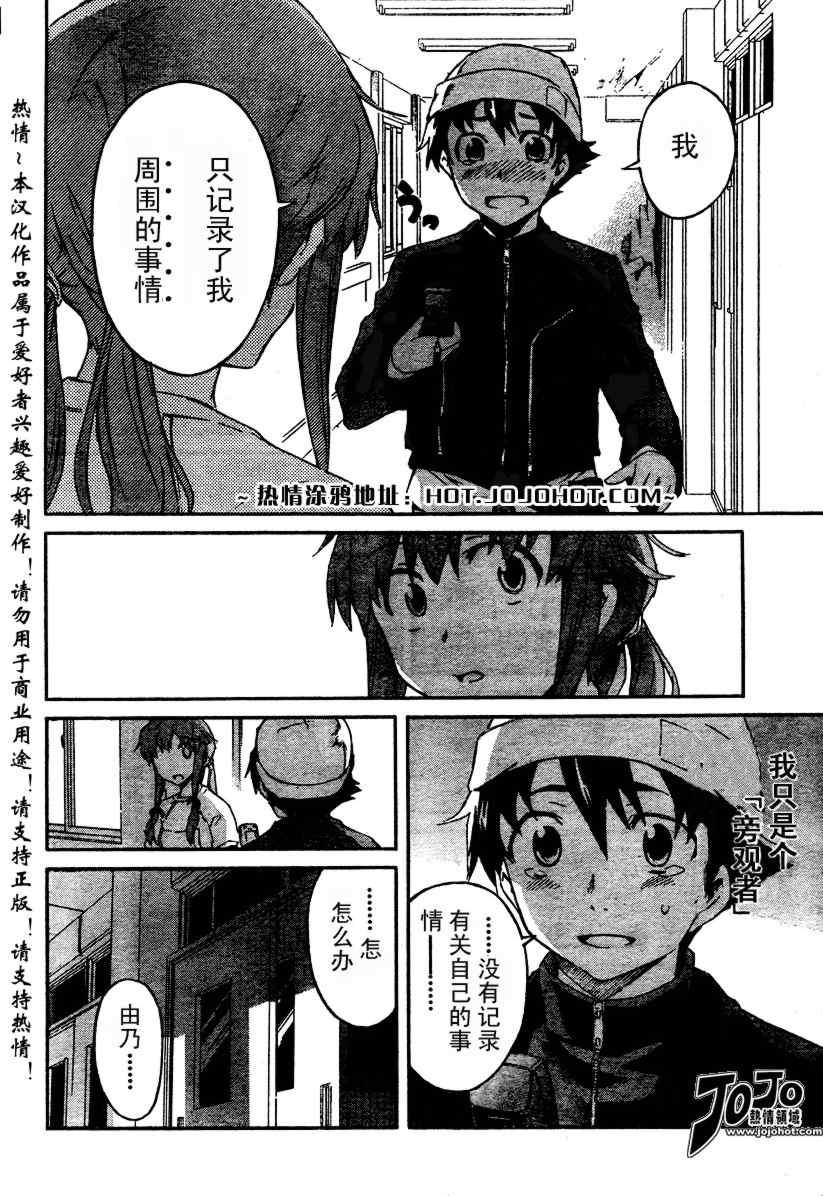 我
只记录了我
周围的事情
うっ
~热情涂鸦地址：HOT.JOJOHOT.COM~
我只是个
「旁观者」
……没有记录
有关自己的事
情——……
……怎
怎么办
由乃……
热情~本汉化作品属于爱好者兴趣爱好制作！请勿用于商业用途！请支持正版！请支持热情！
JOJO
热情領域
www.jojohot.com